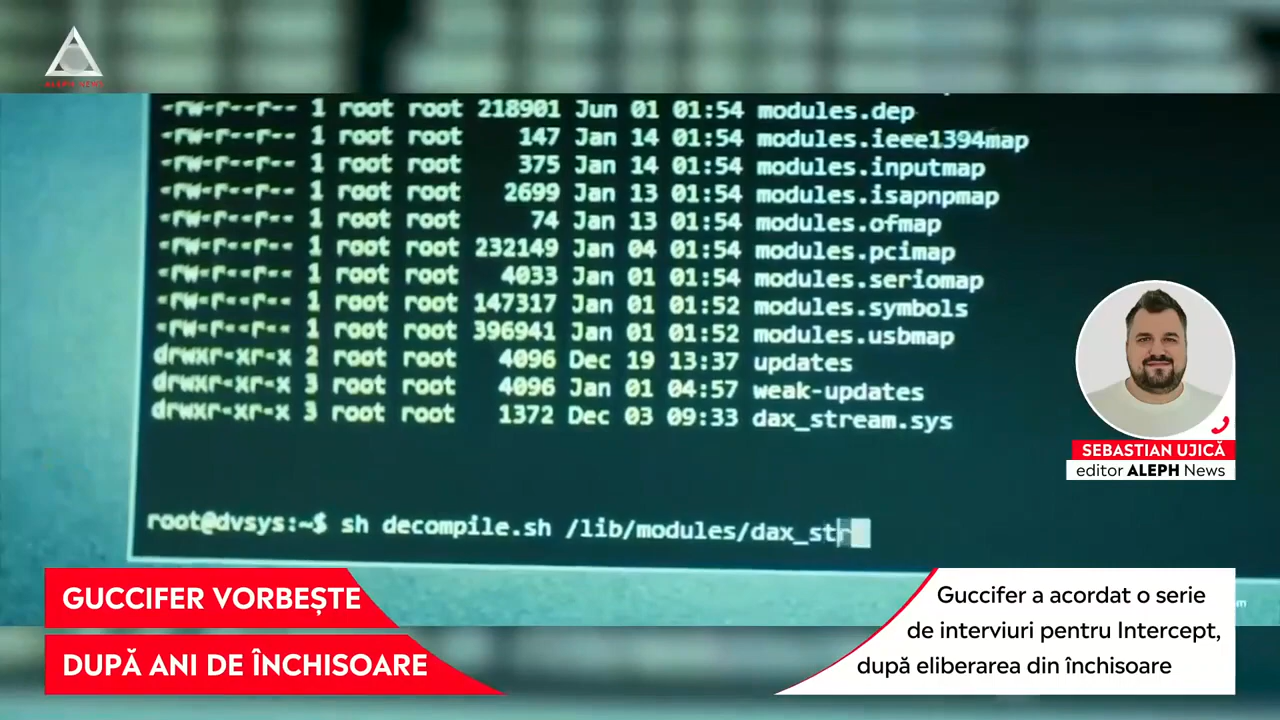 ALEPH NEWS
-rw-r--r-- 1 root root 218901 Jun 01 01:54 modules.dep
-rw-r--r-- 1 root root 147 Jan 14 01:54 modules.ieee1394map
-rw-r--r-- 1 root root 375 Jan 14 01:54 modules.inputmap
-rw-r--r-- 1 root root 2699 Jan 13 01:54 modules.isapnpmap
-rw-r--r-- 1 root root 74 Jan 13 01:54 modules.ofmap
-rw-r--r-- 1 root root 232149 Jan 04 01:54 modules.pcimap
-rw-r--r-- 1 root root 4033 Jan 01 01:54 modules.seriomap
-rw-r--r-- 1 root root 147317 Jan 01 01:52 modules.symbols
-rw-r--r-- 1 root root 396941 Jan 01 01:52 modules.usbmap
drwxr-xr-x 2 root root 4096 Dec 19 13:37 updates
drwxr-xr-x 3 root root 4096 Jan 01 04:57 weak-updates
drwxr-xr-x 3 root root 1372 Dec 03 09:33 dax_stream.sys
root@dvsys:~$ sh decompile.sh /lib/modules/dax_str
SEBASTIAN UJICĂ
editor ALEPH News
GUCCIFER VORBEȘTE
DUPĂ ANI DE ÎNCHISOARE
Guccifer a acordat o serie
de interviuri pentru Intercept,
după eliberarea din închisoare